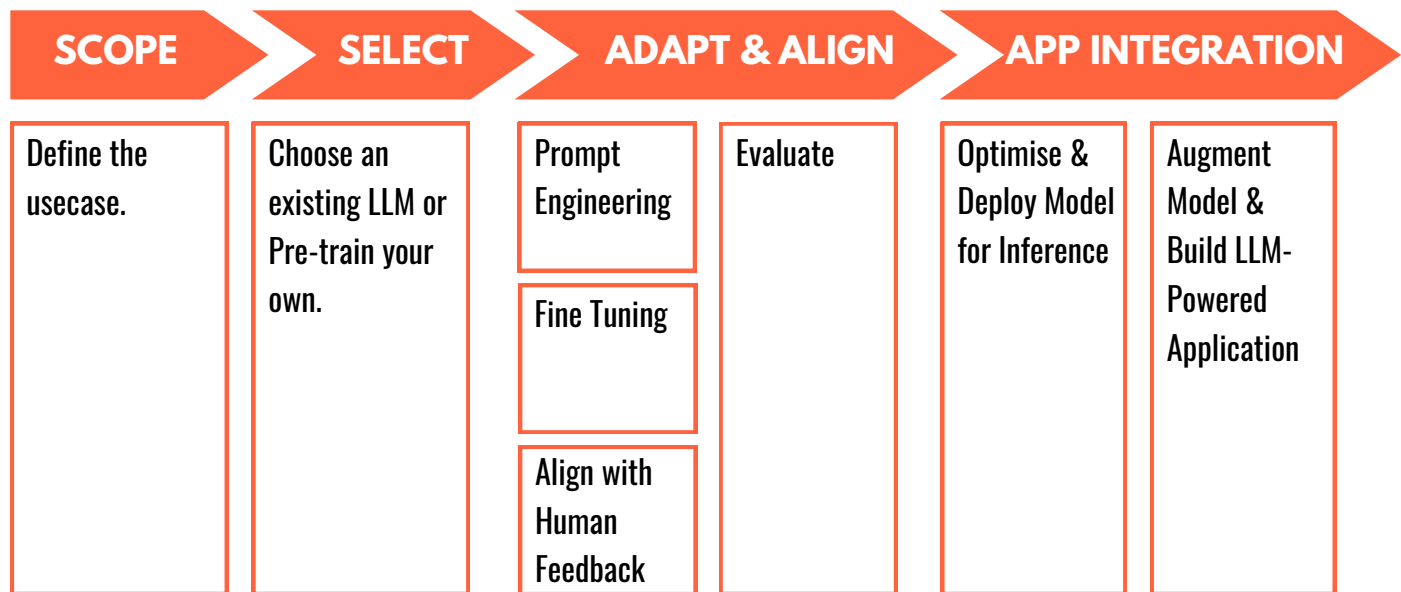 SCOPE
SELECT
ADAPT & ALIGN
APP INTEGRATION
Define the
usecase.
Choose an
existing LLM or
Pre-train your
own.
Prompt
Engineering
Fine Tuning
Align with
Human
Feedback
Evaluate
Optimise &
Deploy Model
for Inference
Augment
Model &
Build LLM-
Powered
Application